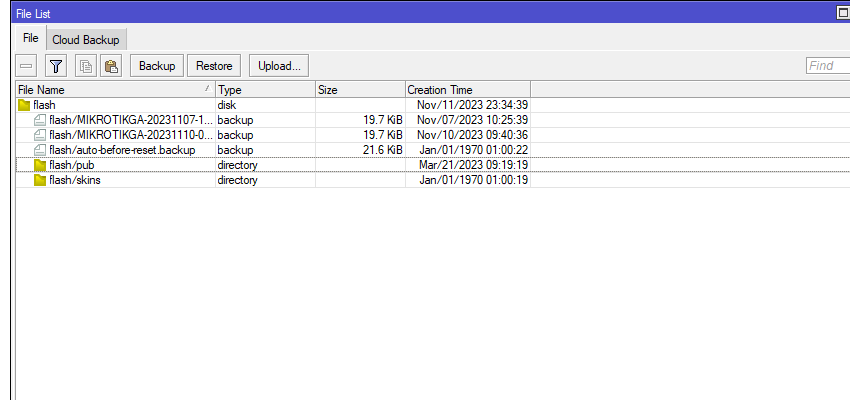 File List
File Cloud Backup
Backup Restore Upload... Find
File Name Type Size Creation Time
flash disk Nov/11/2023 23:34:39
flash/MIKROTIKGA-20231107-1... backup 19.7 KiB Nov/07/2023 10:25:39
flash/MIKROTIKGA-20231110-0... backup 19.7 KiB Nov/10/2023 09:40:36
flash/auto-before-reset.backup backup 21.6 KiB Jan/01/1970 01:00:22
flash/pub directory Mar/21/2023 09:19:19
flash/skins directory Jan/01/1970 01:00:19